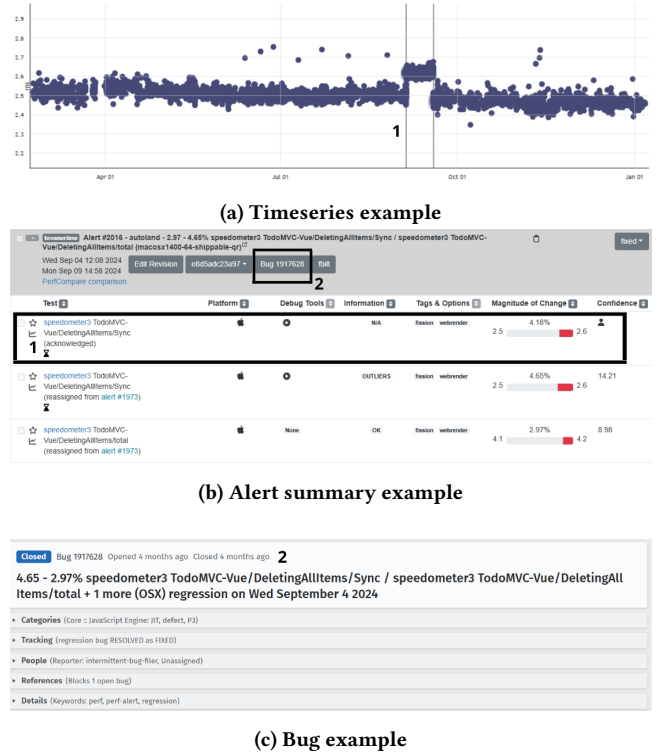 2.9
2.8
2.7
2.6
2.5
2.4
2.3
2.2
1
Apr 01 Jul 01 Oct 01 Jan 01
(a) Timeseries example
browsertime Alert #2016 - autoland - 2.97 - 4.65% speedometer3 TodoMVC-Vue/DeletingAllItems/Sync / speedometer3 TodoMVC-
Vue/DeletingAllItems/total (macosx1400-64-shippable-qr)
fixed
Wed Sep 04 12:08 2024
Mon Sep 09 14:58 2024
PerfCompare comparison
Edit Revision e8d5adc23a97 Bug 1917628 fbilt
2
Test Platform Debug Tools Information Tags & Options Magnitude of Change Confidence
1
speedometer3 TodoMVC-
Vue/DeletingAllItems/Sync
(acknowledged)
N/A fission webrender 4.18%
2.5 2.6
speedometer3 TodoMVC-
Vue/DeletingAllItems/Sync
(reassigned from alert #1973)
OUTLIERS fission webrender 4.65% 14.21
2.5 2.6
speedometer3 TodoMVC-
Vue/DeletingAllItems/total
(reassigned from alert #1973)
None OK fission webrender 2.97% 8.98
4.1 4.2
(b) Alert summary example
Closed Bug 1917628 Opened 4 months ago Closed 4 months ago 2
4.65 - 2.97% speedometer3 TodoMVC-Vue/DeletingAllItems/Sync / speedometer3 TodoMVC-Vue/DeletingAll
Items/total + 1 more (OSX) regression on Wed September 4 2024
Categories (Core :: JavaScript Engine: JIT, defect, P3)
Tracking (regression bug RESOLVED as FIXED)
People (Reporter: intermittent-bug-filer, Unassigned)
References (Blocks 1 open bug)
Details (Keywords: perf, perf-alert, regression)
(c) Bug example